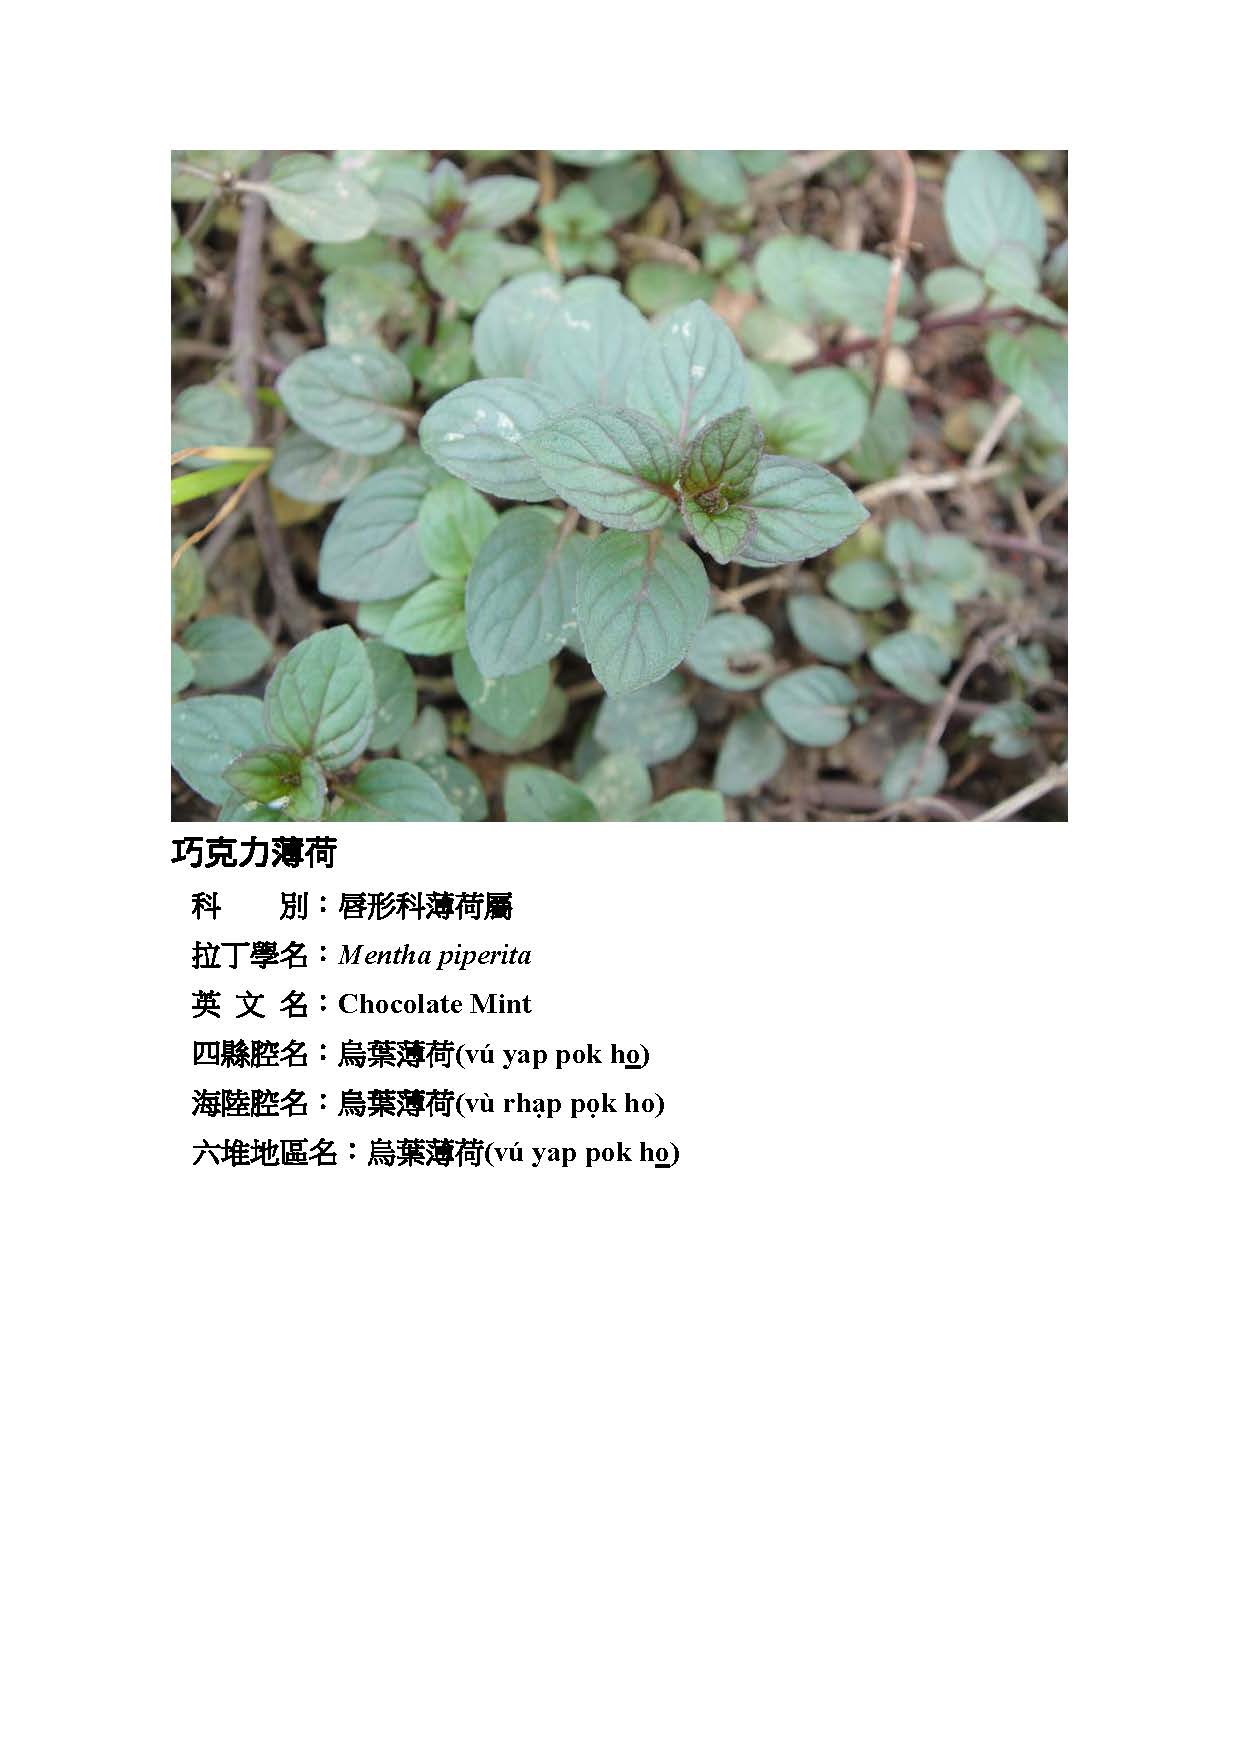 巧克力薄荷
科　　別：唇形科薄荷屬
拉丁學名：Mentha piperita
英 文 名：Chocolate Mint
四縣腔名：烏葉薄荷(vú yap pok ho̲)
海陸腔名：烏葉薄荷(vù rhạp pọk ho)
六堆地區名：烏葉薄荷(vú yap pok ho̲)